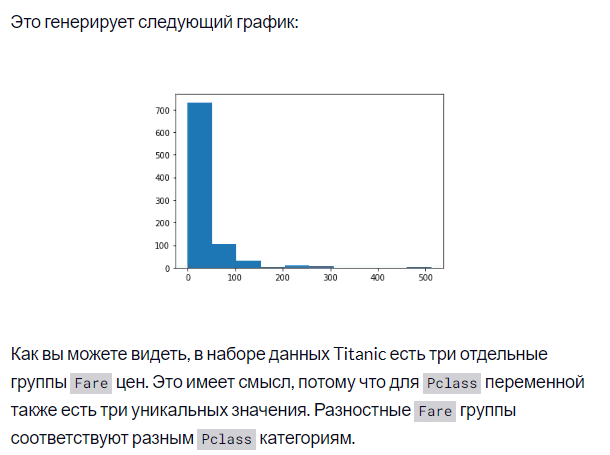 Это генерирует следующий график:
700
600
500
400
300
200
100
0
0 100 200 300 400 500
Как вы можете видеть, в наборе данных Titanic есть три отдельные
группы Fare цен. Это имеет смысл, потому что для Pclass переменной
также есть три уникальных значения. Разностные Fare группы
соответствуют разным Pclass категориям.